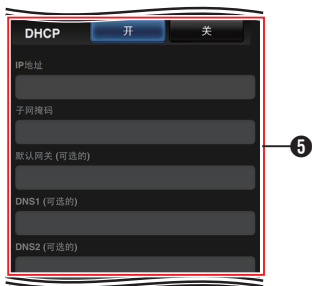 DHCP 开 关
IP地址
子网掩码
默认网关 (可选的)
DNS1 (可选的)
DNS2 (可选的)
5